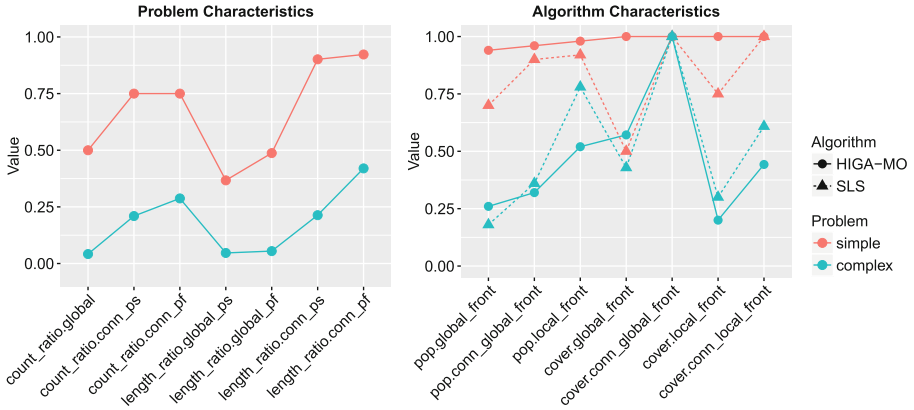 Problem Characteristics
Value
1.00
0.75
0.50
0.25
0.00
count_ratio.global
count_ratio.conn_ps
count_ratio.conn_pf
length_ratio.global_ps
length_ratio.global_pf
length_ratio.conn_ps
length_ratio.conn_pf
Algorithm Characteristics
Value
1.00
0.75
0.50
0.25
0.00
pop.global_front
pop.conn_global_front
pop.local_front
cover.global_front
cover.conn_global_front
cover.local_front
cover.conn_local_front
Algorithm
HIGA−MO
SLS
Problem
simple
complex